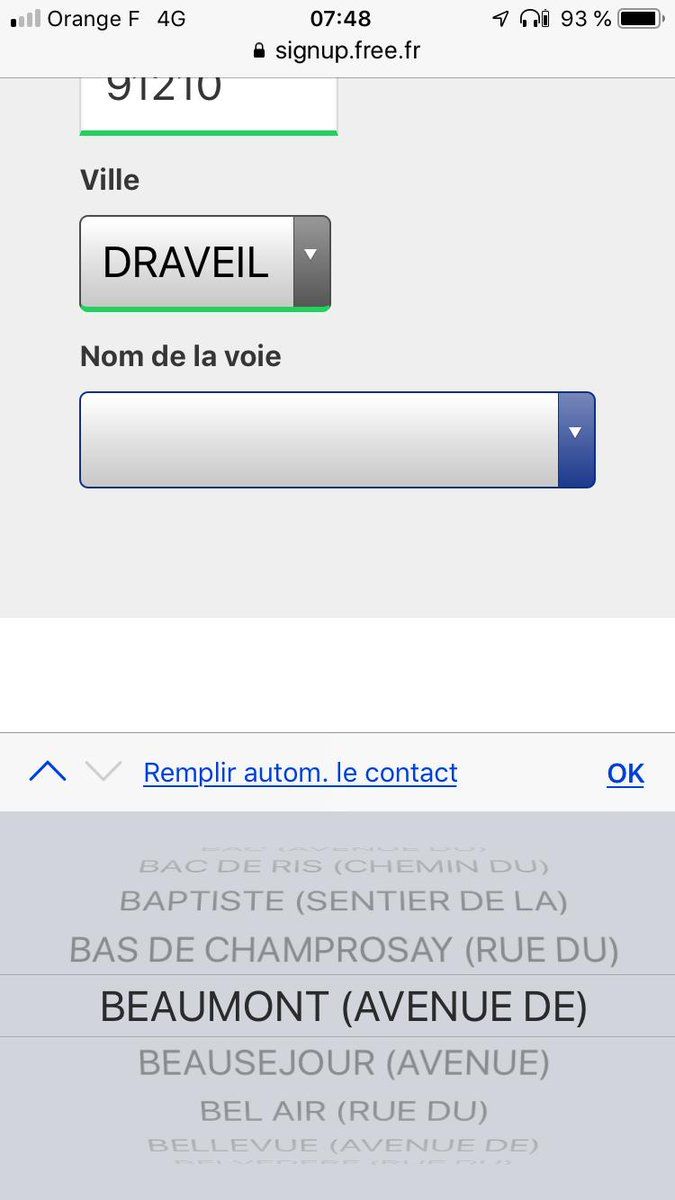 Orange F 4G 07:48 93 %
signup.free.fr
91210
Ville
DRAVEIL
Nom de la voie
Remplir autom. le contact OK
BAC (AVENUE DU)
BAC DE RIS (CHEMIN DU)
BAPTISTE (SENTIER DE LA)
BAS DE CHAMPROSAY (RUE DU)
BEAUMONT (AVENUE DE)
BEAUSEJOUR (AVENUE)
BEL AIR (RUE DU)
BELLEVUE (AVENUE DE)